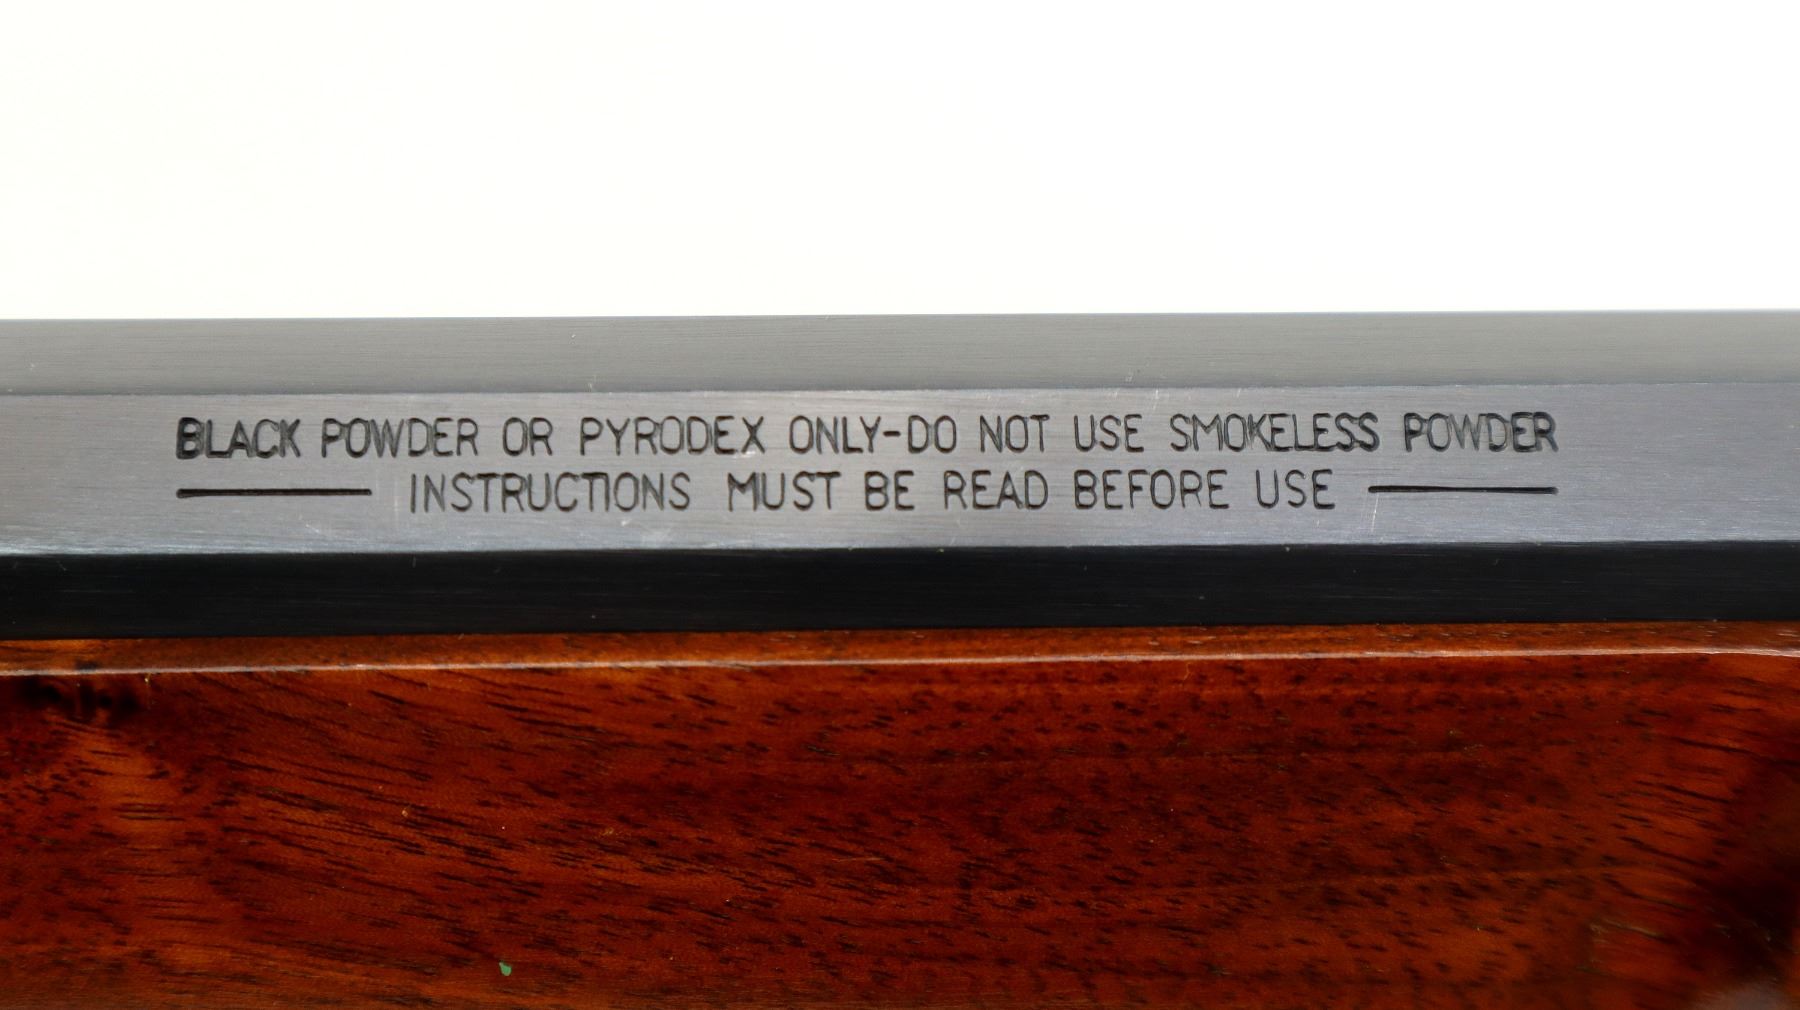 BLACK POWDER OR PYRODEX ONLY-DO NOT USE SMOKELESS POWDER
INSTRUCTIONS MUST BE READ BEFORE USE